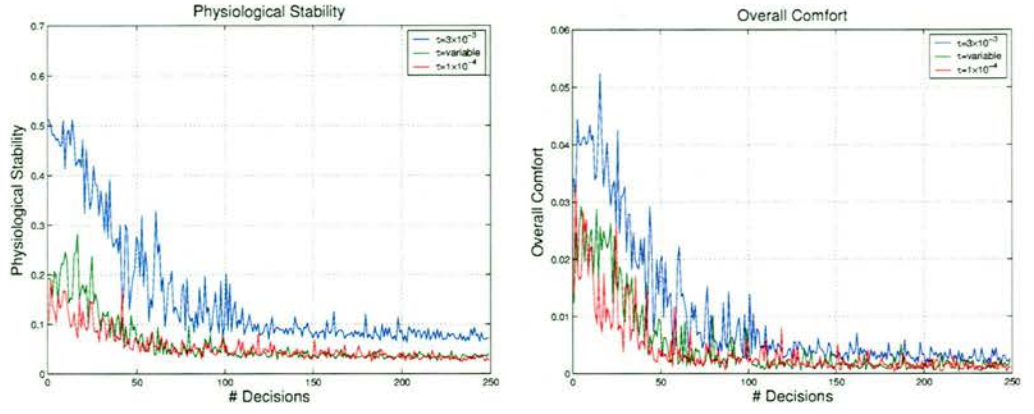 Physiological Stability
Physiological Stability
0.7
0.6
0.5
0.4
0.3
0.2
0.1
0
0
50
100
150
200
250
# Decisions
τ=3×10⁻³
τ=variable
τ=1×10⁻⁴
Overall Comfort
Overall Comfort
0.06
0.05
0.04
0.03
0.02
0.01
0
0
50
100
150
200
250
# Decisions
τ=3×10⁻³
τ=variable
τ=1×10⁻⁴